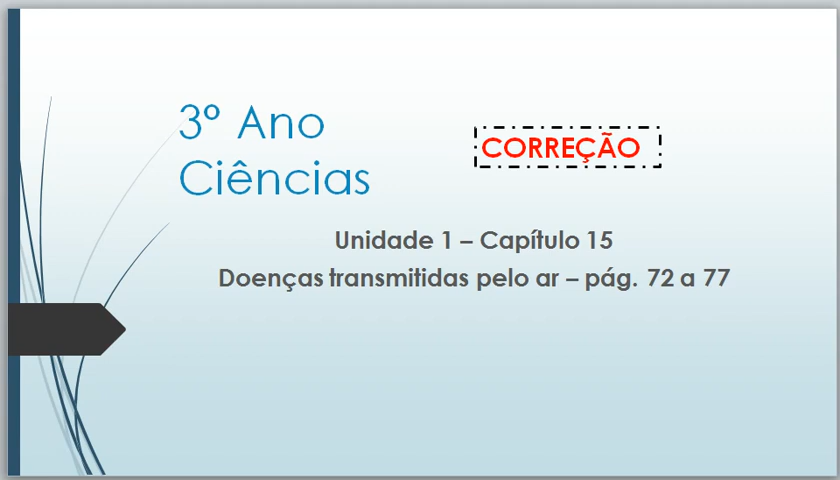 3º Ano
Ciências
CORREÇÃO
Unidade 1 – Capítulo 15
Doenças transmitidas pelo ar – pág. 72 a 77